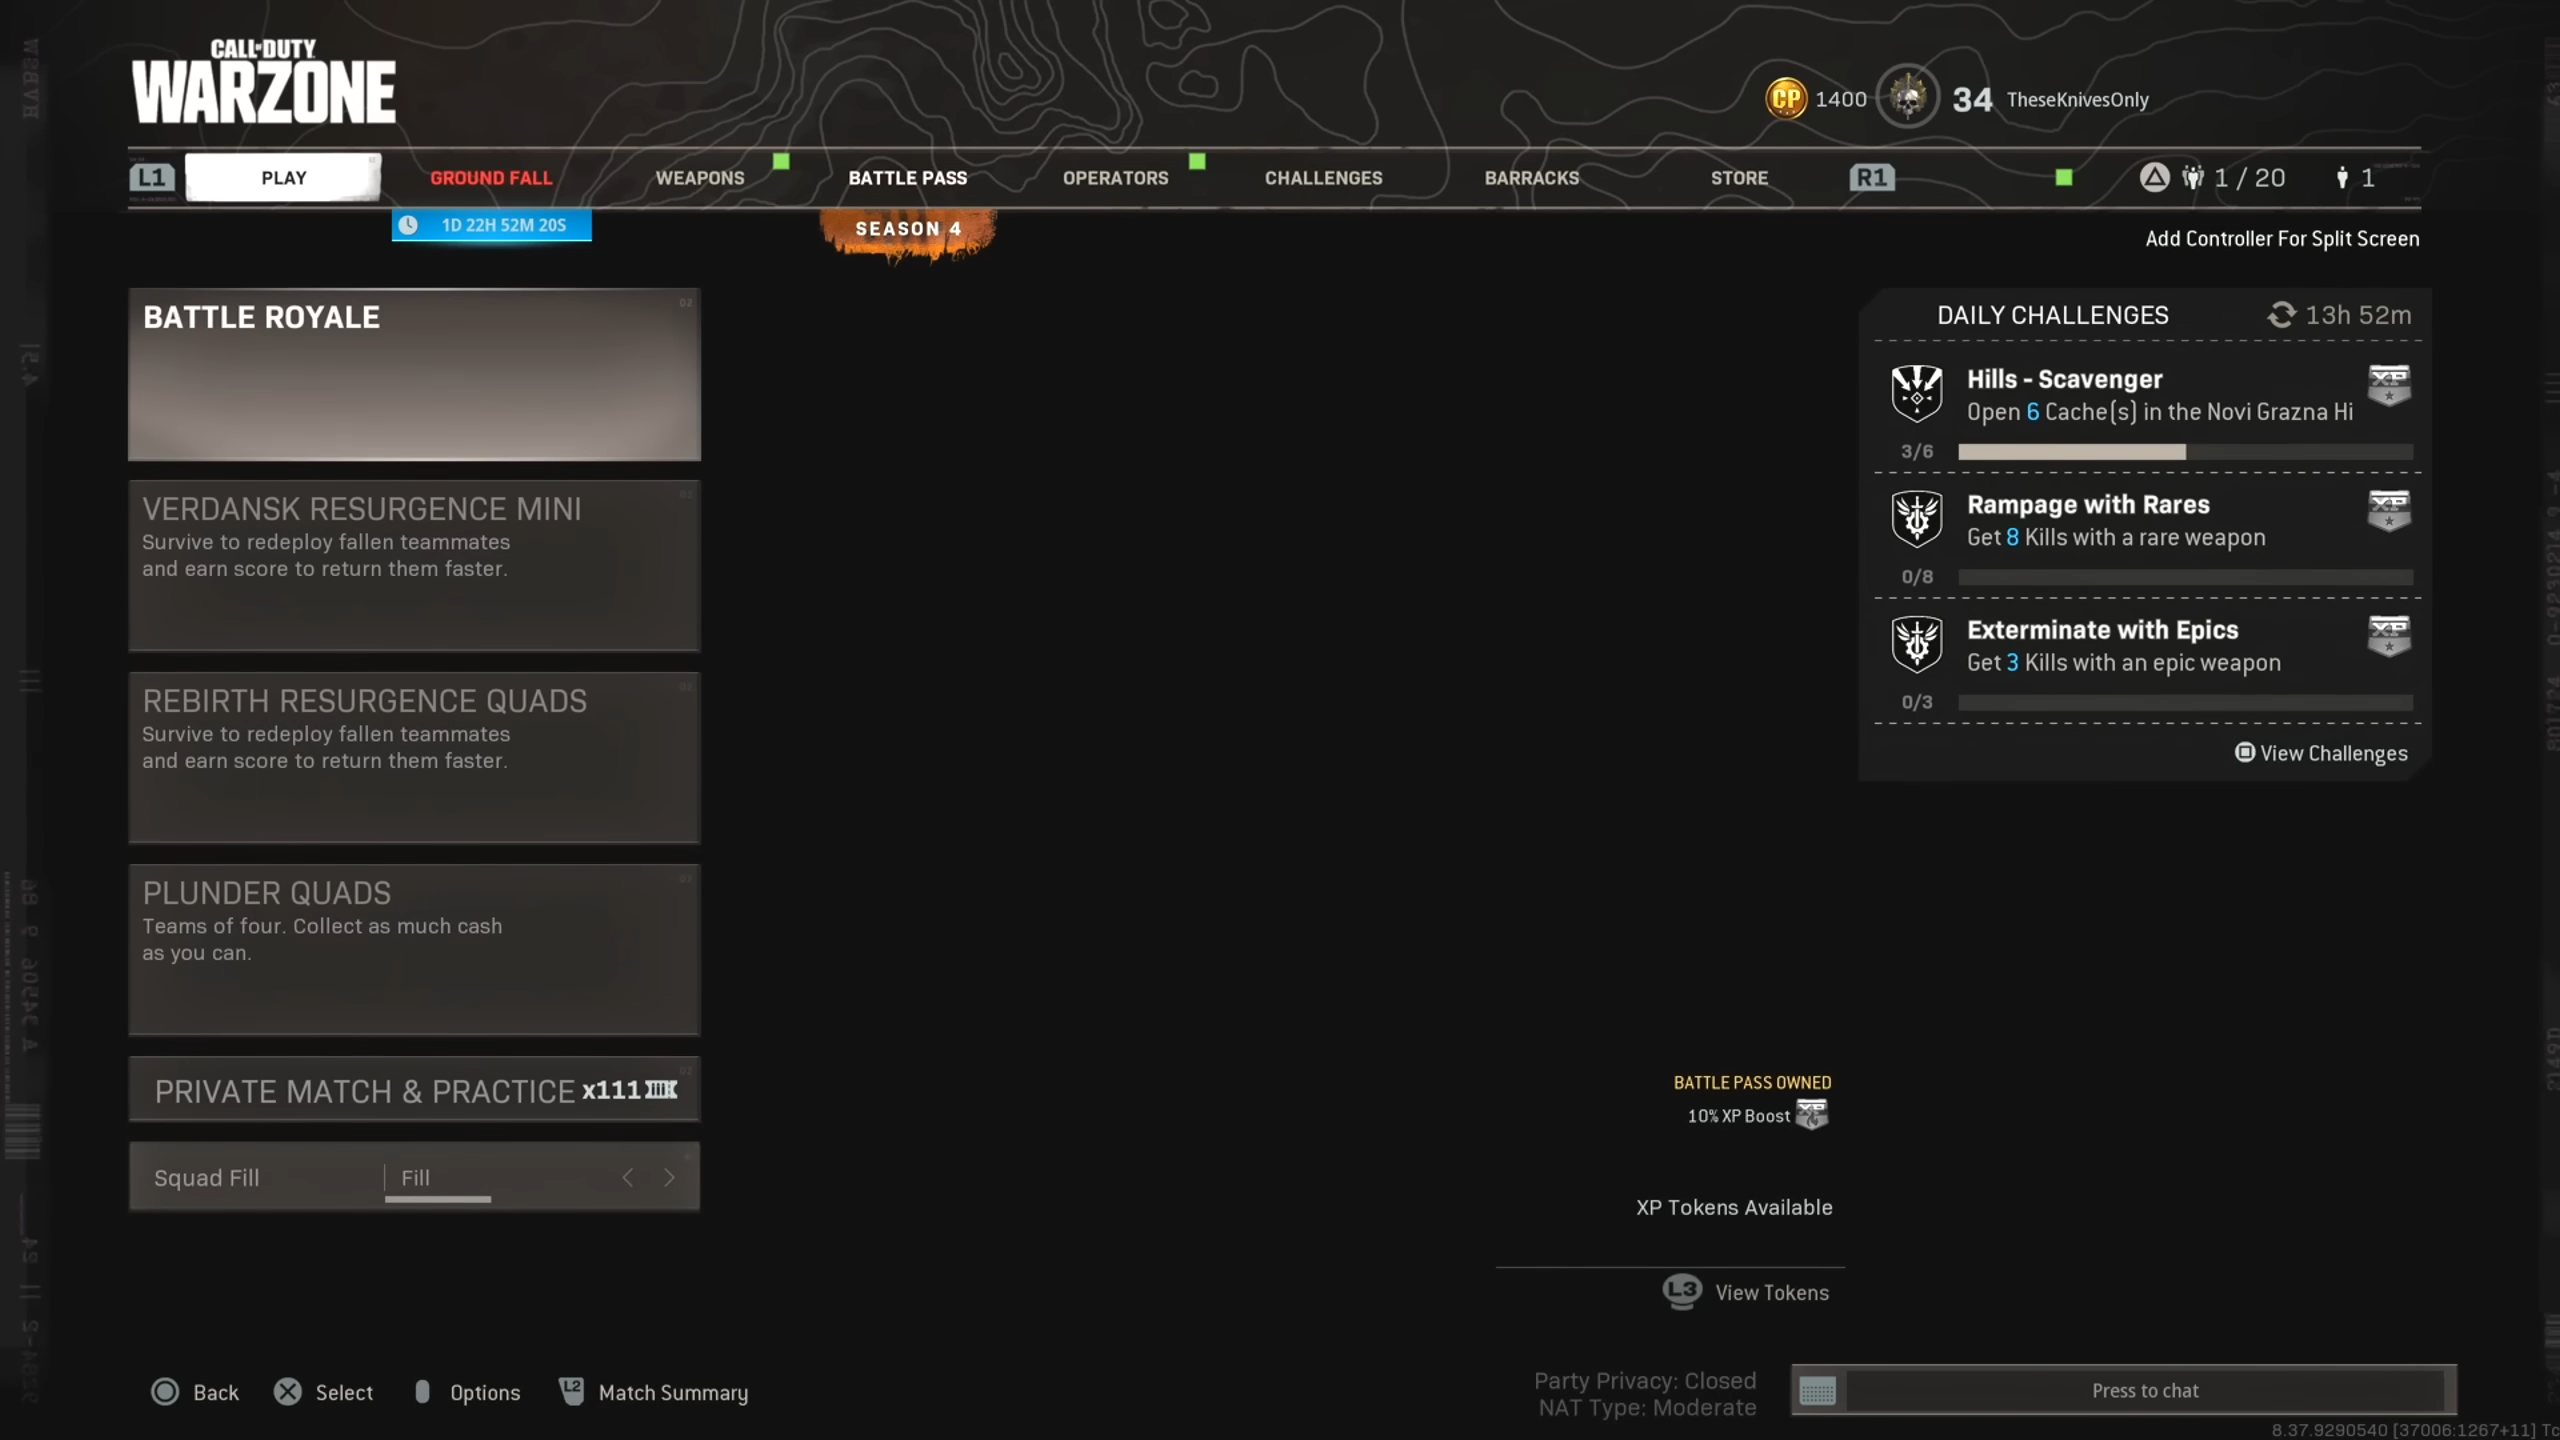 CALL OF DUTY
WARZONE
CP 1400
34 TheseKnivesOnly
L1
PLAY
GROUND FALL
WEAPONS
BATTLE PASS
OPERATORS
CHALLENGES
BARRACKS
STORE
R1
1 / 20
1
1D 22H 52M 20S
SEASON 4
Add Controller For Split Screen
BATTLE ROYALE
VERDANSK RESURGENCE MINI
Survive to redeploy fallen teammates
and earn score to return them faster.
REBIRTH RESURGENCE QUADS
Survive to redeploy fallen teammates
and earn score to return them faster.
PLUNDER QUADS
Teams of four. Collect as much cash
as you can.
PRIVATE MATCH & PRACTICE x111
Squad Fill
Fill
DAILY CHALLENGES 13h 52m
Hills - Scavenger
XP
Open 6 Cache(s) in the Novi Grazna Hi
3/6
Rampage with Rares
XP
Get 8 Kills with a rare weapon
0/8
Exterminate with Epics
XP
Get 3 Kills with an epic weapon
0/3
View Challenges
BATTLE PASS OWNED
10% XP Boost XP
XP Tokens Available
L3 View Tokens
Back
Select
Options
L2 Match Summary
Party Privacy: Closed
NAT Type: Moderate
Press to chat
8.37.9290540 [37006:1267+11] Tc